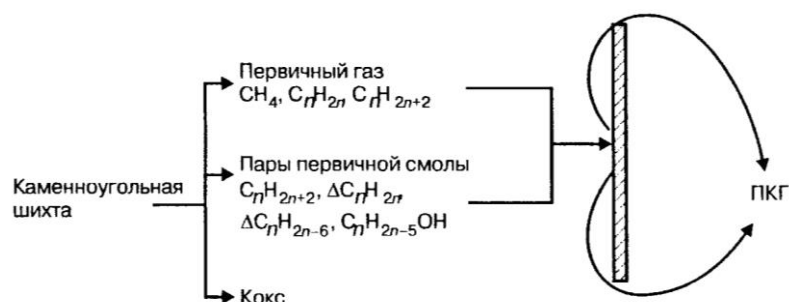 Первичный газ
CH₄, CₙH₂ₙ, CₙH₂ₙ₊₂
Каменноугольная
шихта
Пары первичной смолы
CₙH₂ₙ₊₂, ΔCₙH₂ₙ,
ΔCₙH₂ₙ₋₆, CₙH₂ₙ₋₅OH
Кокс
ПКГ